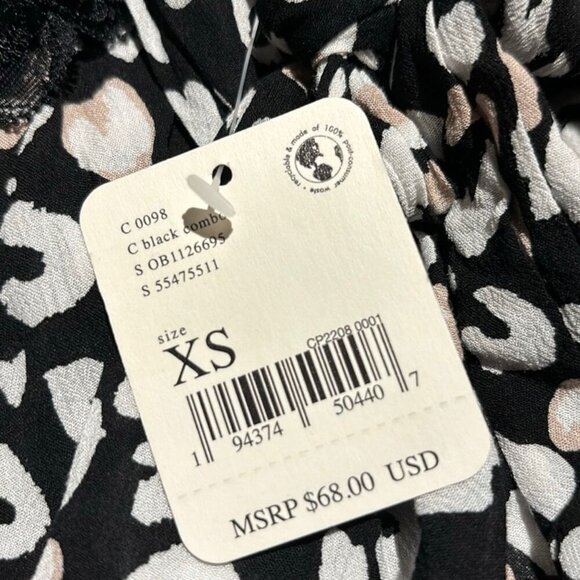 recyclable & made of 100% post-consumer waste •
C 0098
C black combo
S OB1126695
S 55475511
size
XS
CP2208 0001
1 94374 50440 7
MSRP $68.00 USD